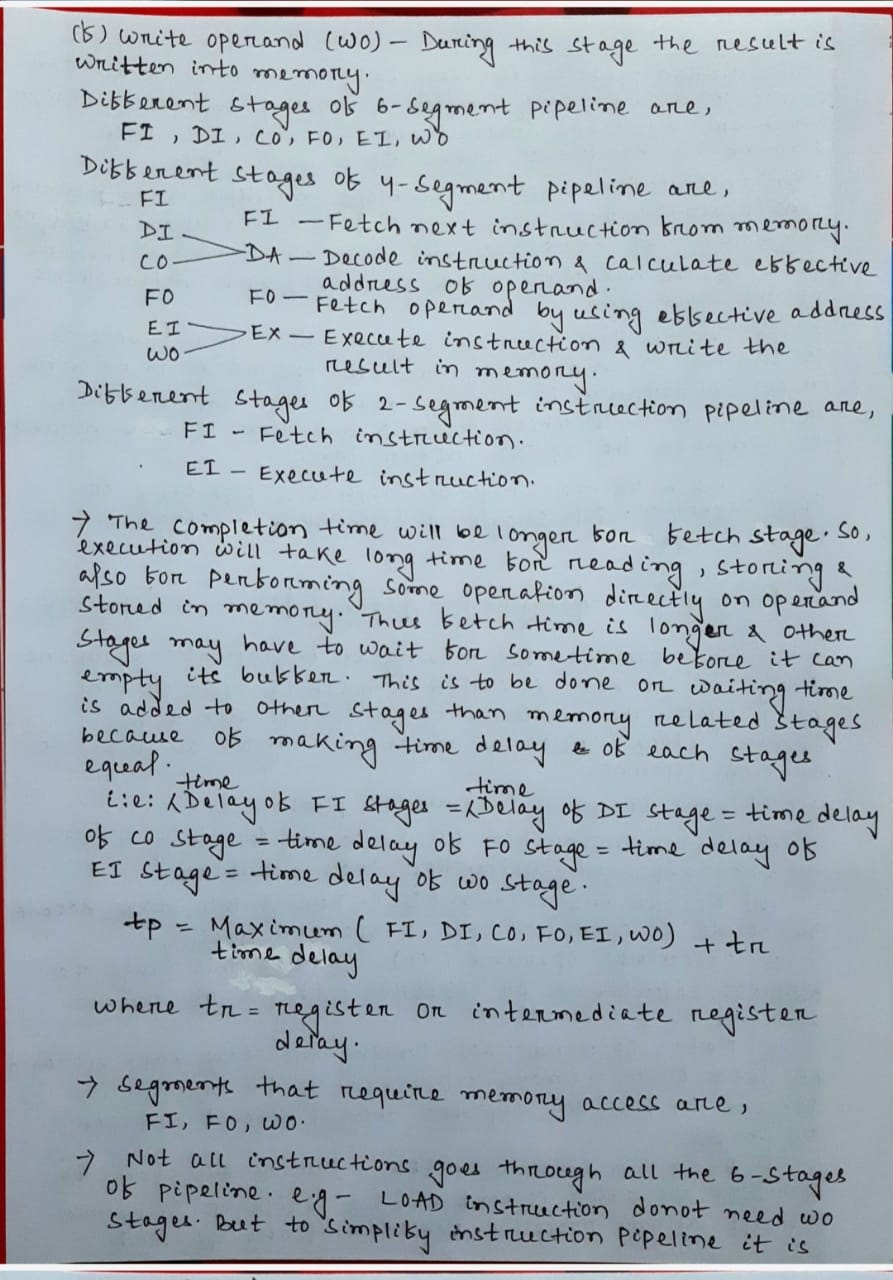 (f) Write operand (WO) – During this stage the result is
written into memory.
Different stages of 6-segment pipeline are,
FI , DI, CO, FO, EI, WO
Different stages of 4-segment pipeline are,
FI
FI — Fetch next instruction from memory.
DI
CO DA — Decode instruction & calculate effective
address of operand.
FO FO — Fetch operand by using effective address
EI EX — Execute instruction & write the
WO result in memory.
Different stages of 2-segment instruction pipeline are,
FI – Fetch instruction.
EI – Execute instruction.
→ The completion time will be longer for fetch stage. So,
execution will take long time for reading, storing &
also for performing some operation directly on operand
stored in memory. Thus fetch time is longer & other
stages may have to wait for sometime before it can
empty its buffer. This is to be done or waiting time
is added to other stages than memory related stages
because of making time delay & of each stages
equal.
i:e: time Delay of FI stages = time Delay of DI stage = time delay
of CO stage = time delay of FO stage = time delay of
EI stage = time delay of WO stage.
tp = Maximum ( FI, DI, CO, FO, EI, WO) + tr
time delay
where tr = register or intermediate register
delay.
→ Segments that require memory access are,
FI, FO, WO.
→ Not all instructions goes through all the 6-stages
of pipeline. e.g – LOAD instruction donot need WO
stages. But to simplify instruction pipeline it is